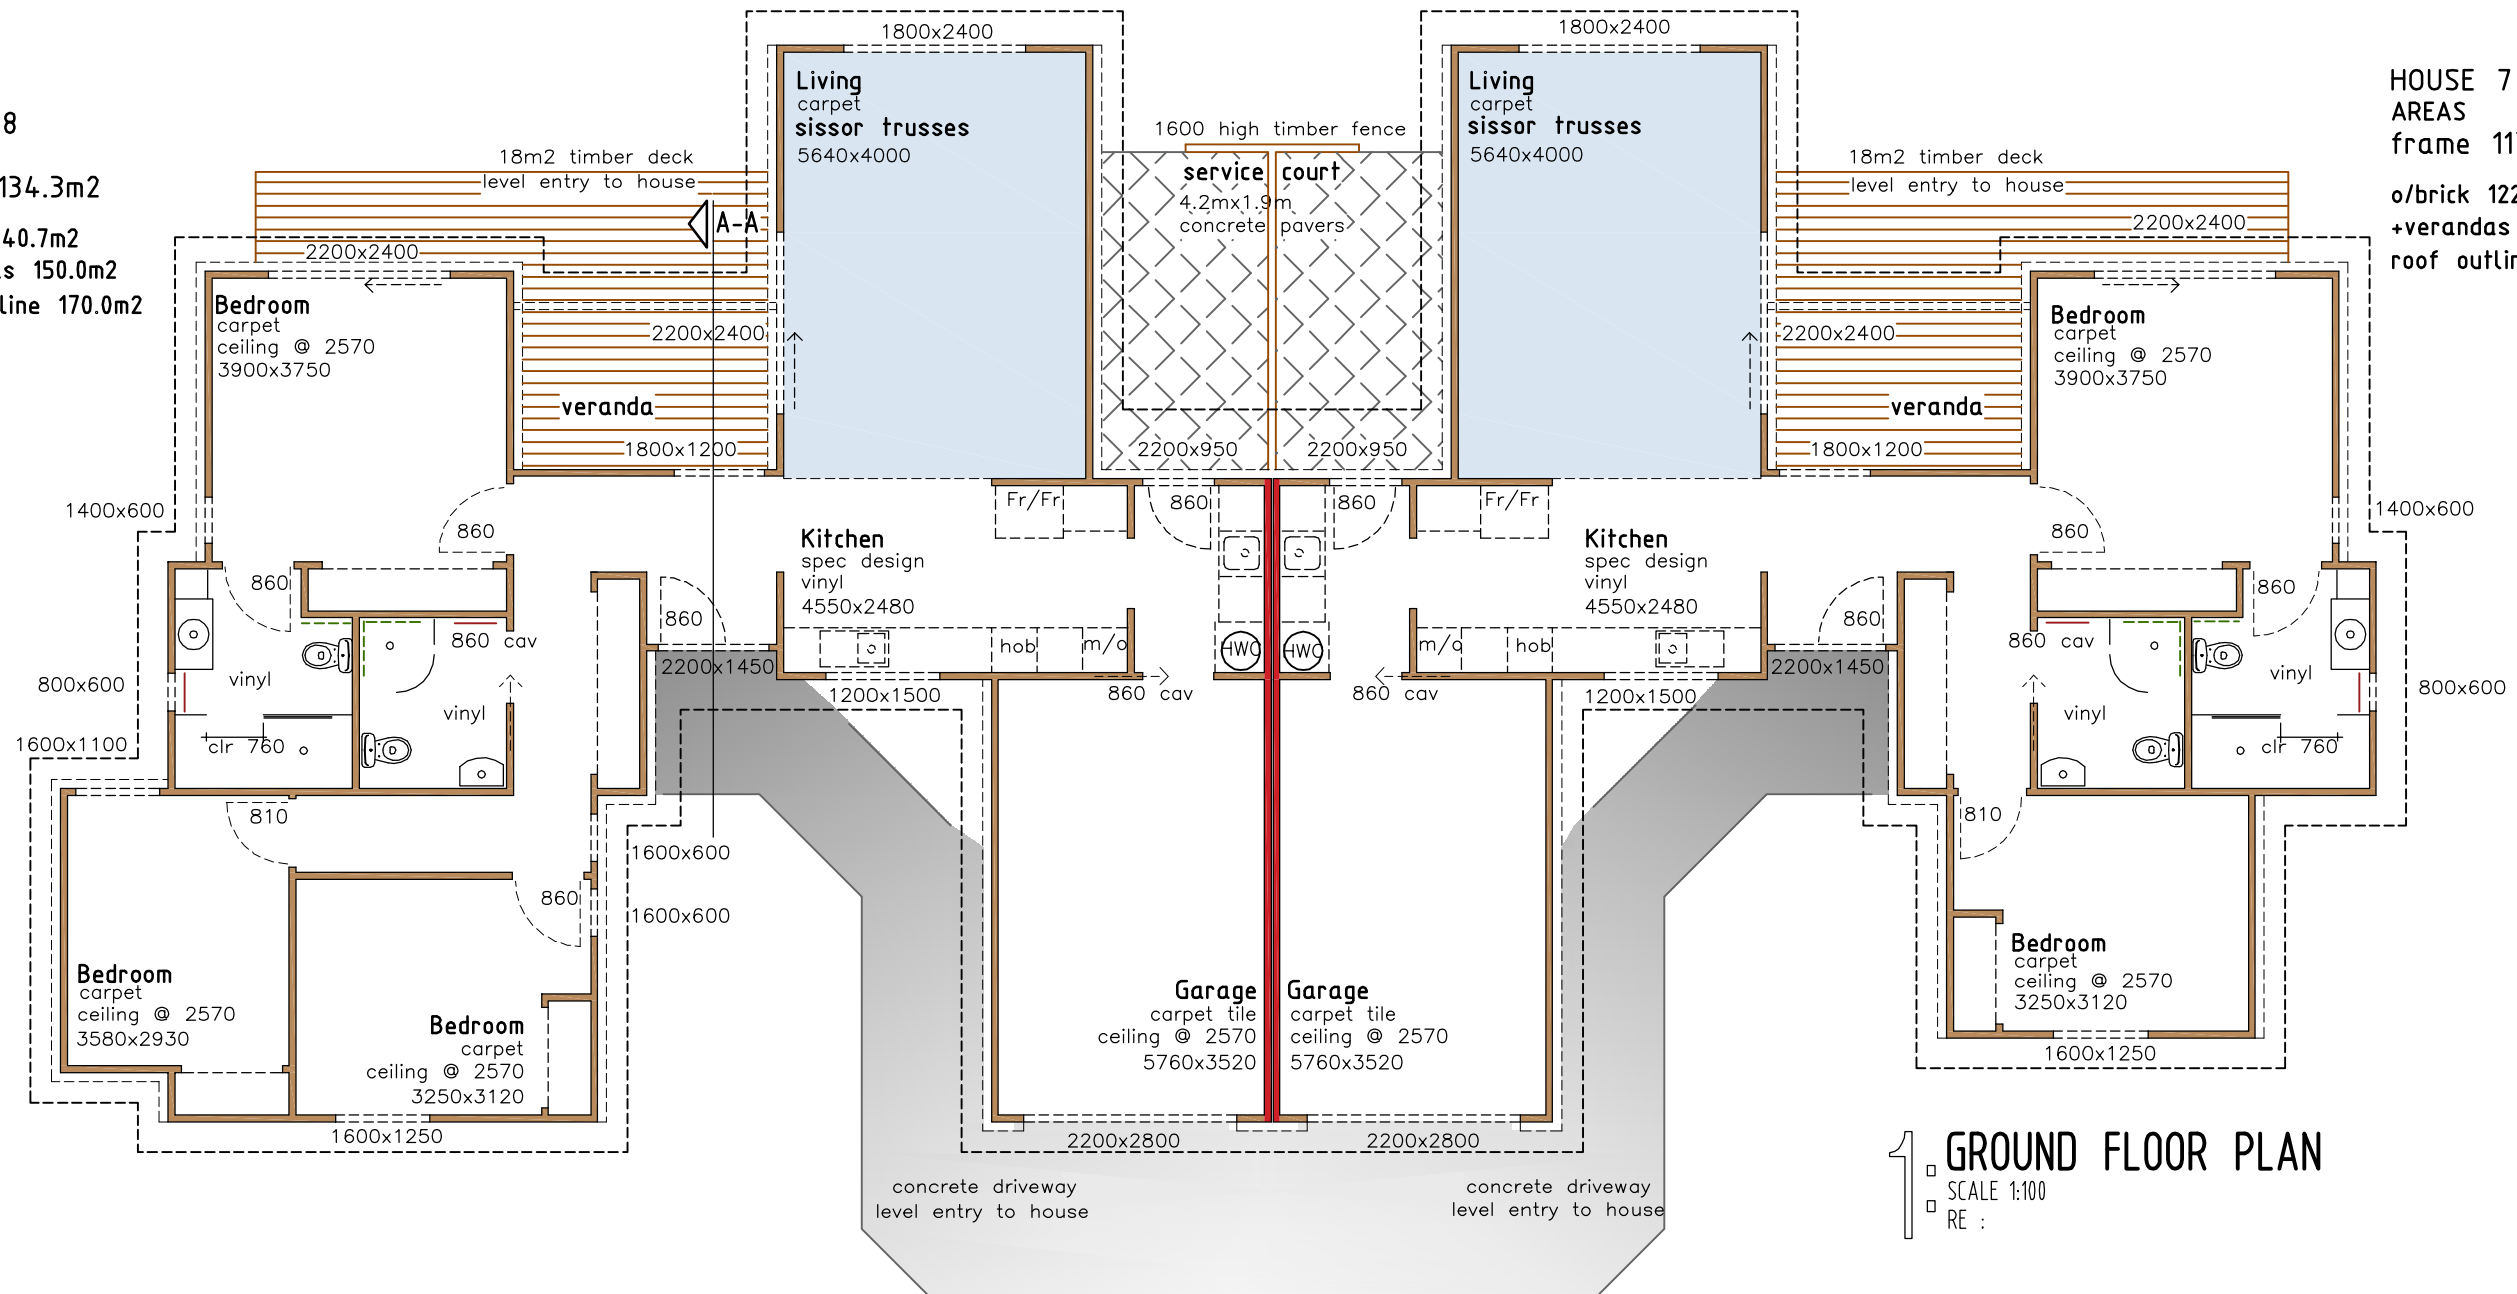 8
134.3m2
40.7m2
s 150.0m2
line 170.0m2
1800x2400
Living
carpet
sissor trusses
5640x4000
18m2 timber deck
level entry to house
A-A
2200x2400
Bedroom
carpet
ceiling @ 2570
3900x3750
2200x2400
veranda
1800x1200
1400x600
860
860
860 cav
vinyl
vinyl
clr 760
800x600
1600x1100
810
860
1600x600
1600x600
Bedroom
carpet
ceiling @ 2570
3580x2930
Bedroom
carpet
ceiling @ 2570
3250x3120
1600x1250
860
2200x1450
Kitchen
spec design
vinyl
4550x2480
Fr/Fr
hob
m/o
1200x1500
860 cav
860
HWC
1600 high timber fence
service court
4.2mx1.9m
concrete pavers
2200x950
2200x950
Garage
carpet tile
ceiling @ 2570
5760x3520
2200x2800
concrete driveway
level entry to house
1800x2400
Living
carpet
sissor trusses
5640x4000
18m2 timber deck
level entry to house
2200x2400
2200x2400
veranda
1800x1200
Bedroom
carpet
ceiling @ 2570
3900x3750
1400x600
860
Fr/Fr
860
Kitchen
spec design
vinyl
4550x2480
HWC
m/o
hob
860 cav
1200x1500
860
2200x1450
860
860 cav
vinyl
vinyl
clr 760
800x600
810
Bedroom
carpet
ceiling @ 2570
3250x3120
1600x1250
Garage
carpet tile
ceiling @ 2570
5760x3520
2200x2800
concrete driveway
level entry to house
HOUSE 7
AREAS
frame 11
o/brick 122
+verandas
roof outlin
1:
GROUND FLOOR PLAN
SCALE 1:100
RE :